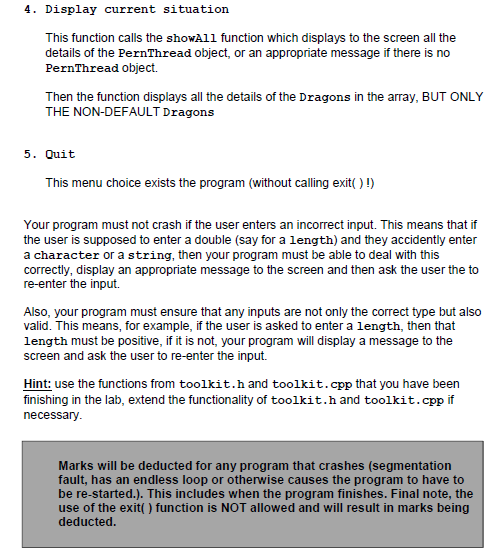 4. Display current situation
This function calls the showAll function which displays to the screen all the
details of the PernThread object, or an appropriate message if there is no
PernThread object.
Then the function displays all the details of the Dragons in the array, BUT ONLY
THE NON-DEFAULT Dragons
5. Quit
This menu choice exists the program (without calling exit( ) !)
Your program must not crash if the user enters an incorrect input. This means that if
the user is supposed to enter a double (say for a length) and they accidently enter
a character or a string, then your program must be able to deal with this
correctly, display an appropriate message to the screen and then ask the user the to
re-enter the input.
Also, your program must ensure that any inputs are not only the correct type but also
valid. This means, for example, if the user is asked to enter a length, then that
length must be positive, if it is not, your program will display a message to the
screen and ask the user to re-enter the input.
Hint: use the functions from toolkit.h and toolkit.cpp that you have been
finishing in the lab, extend the functionality of toolkit.h and toolkit.cpp if
necessary.
Marks will be deducted for any program that crashes (segmentation
fault, has an endless loop or otherwise causes the program to have to
be re-started.). This includes when the program finishes. Final note, the
use of the exit( ) function is NOT allowed and will result in marks being
deducted.